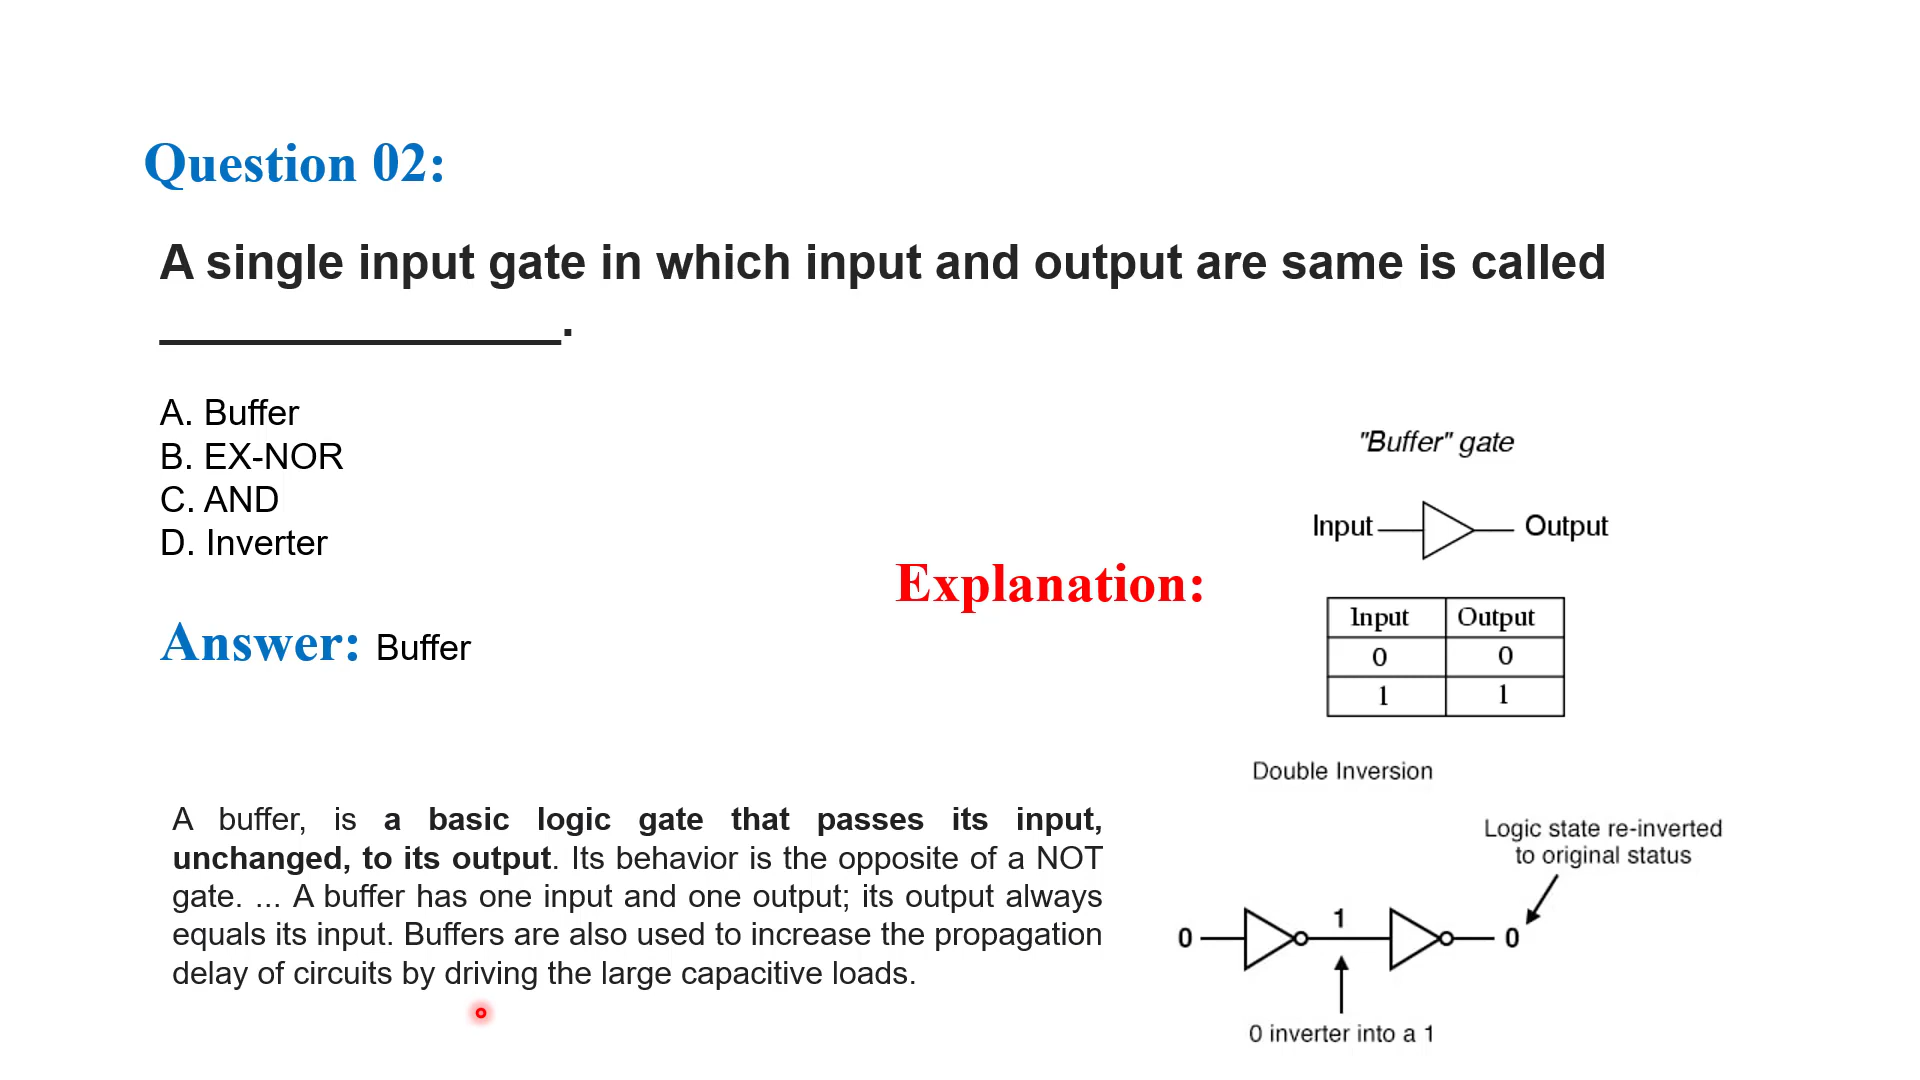 Question 02:
A single input gate in which input and output are same is called
_______________.
A. Buffer
B. EX-NOR
C. AND
D. Inverter
Answer: Buffer
Explanation:
A buffer, is a basic logic gate that passes its input,
unchanged, to its output. Its behavior is the opposite of a NOT
gate. ... A buffer has one input and one output; its output always
equals its input. Buffers are also used to increase the propagation
delay of circuits by driving the large capacitive loads.
"Buffer" gate
Input Output
Input Output
0 0
1 1
Double Inversion
Logic state re-inverted
to original status
0 1 0
0 inverter into a 1